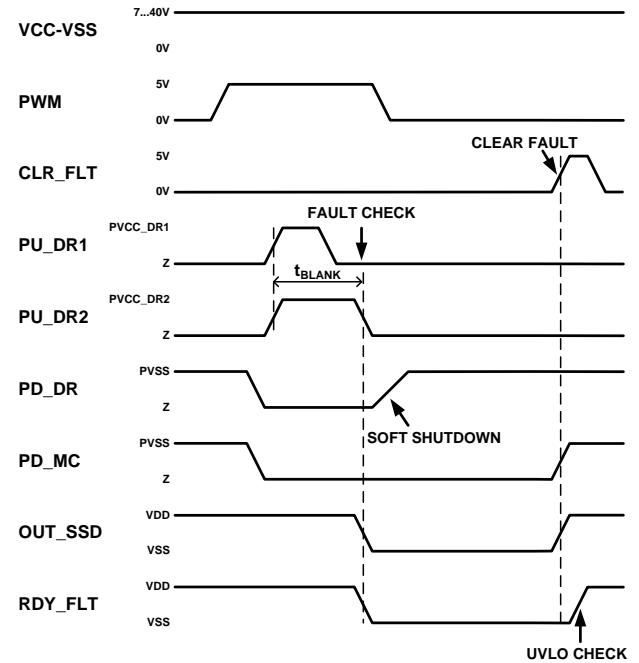 VCC-VSS
7...40V
0V
PWM
5V
0V
CLEAR FAULT
CLR_FLT
5V
0V
FAULT CHECK
PU_DR1
PVCC_DR1
Z
tBLANK
PU_DR2
PVCC_DR2
Z
PD_DR
PVSS
Z
SOFT SHUTDOWN
PD_MC
PVSS
Z
OUT_SSD
VDD
VSS
RDY_FLT
VDD
VSS
UVLO CHECK